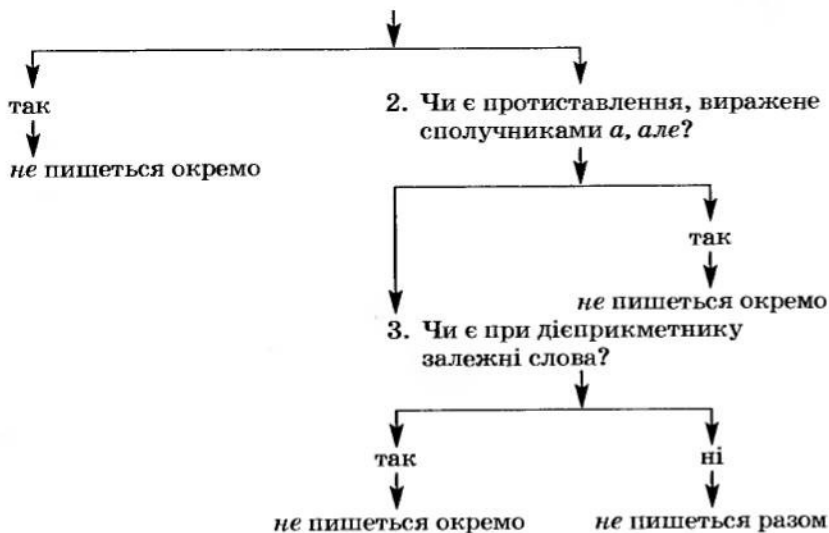 так
2. Чи є протиставлення, виражене
сполучниками а, але?
не пишеться окремо
так
не пишеться окремо
3. Чи є при дієприкметнику
залежні слова?
так
ні
не пишеться окремо
не пишеться разом